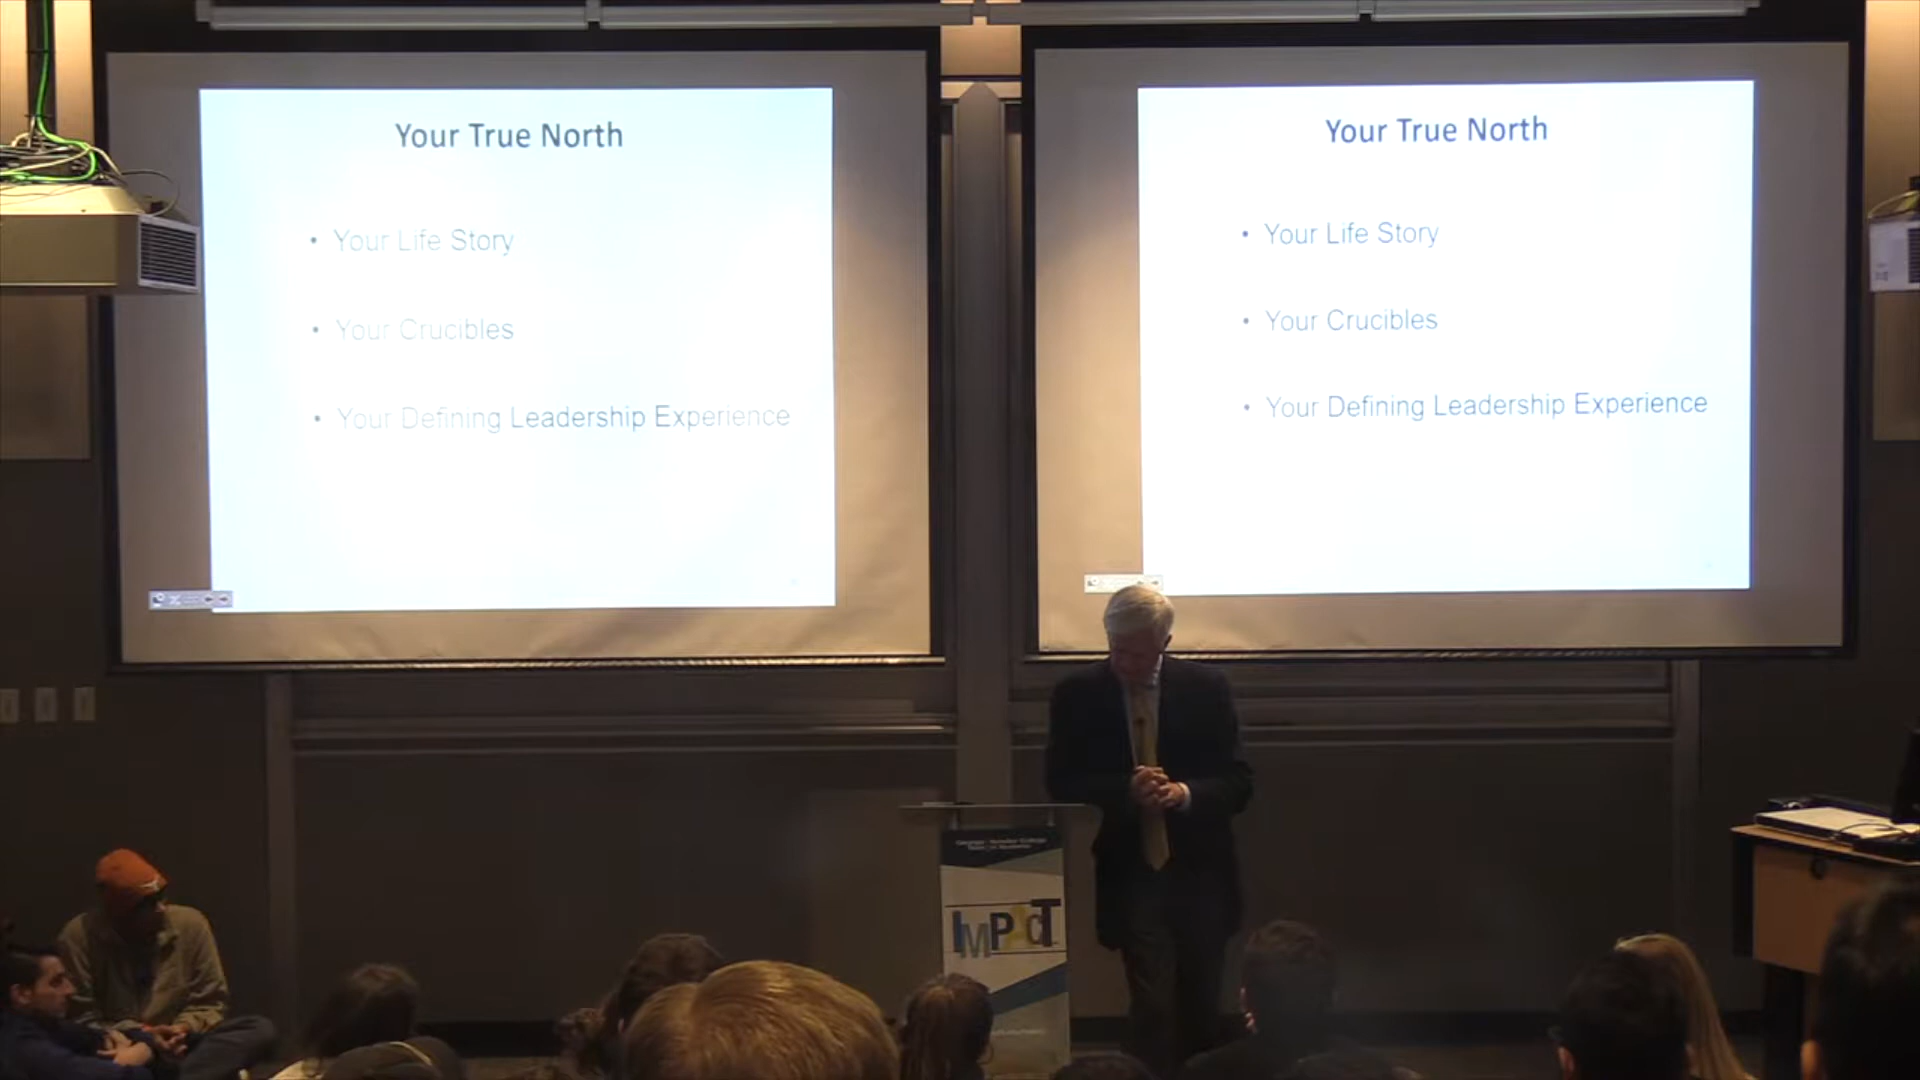 Your True North
• Your Life Story
• Your Crucibles
• Your Defining Leadership Experience
Your True North
• Your Life Story
• Your Crucibles
• Your Defining Leadership Experience
IMPACT